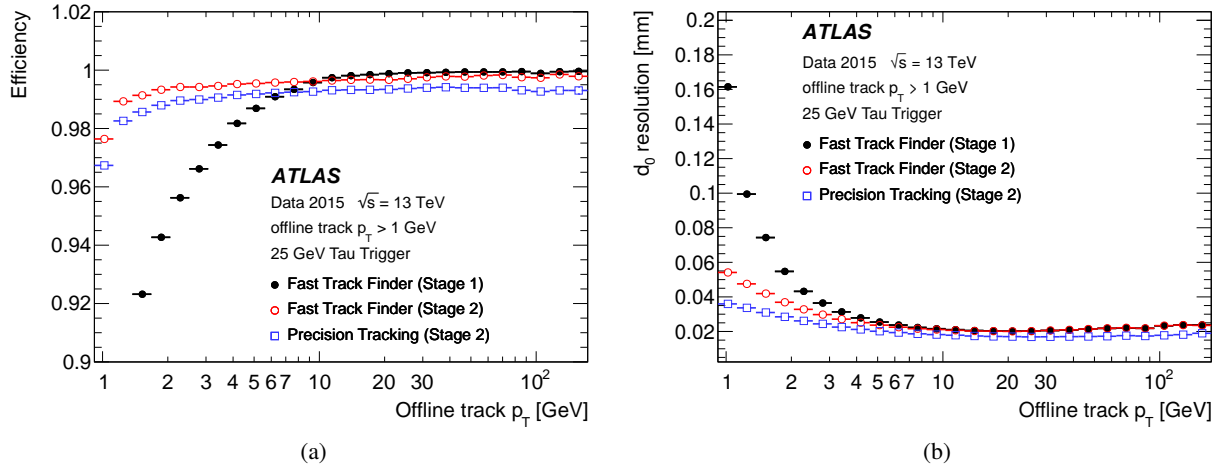 1.02
1
0.98
0.96
0.94
0.92
0.9
Efficiency
ATLAS
Data 2015 √s = 13 TeV
offline track p_T > 1 GeV
25 GeV Tau Trigger
Fast Track Finder (Stage 1)
Fast Track Finder (Stage 2)
Precision Tracking (Stage 2)
1 2 3 4 5 6 7 10 20 30 10²
Offline track p_T [GeV]
(a)
0.2
0.18
0.16
0.14
0.12
0.1
0.08
0.06
0.04
0.02
d₀ resolution [mm]
ATLAS
Data 2015 √s = 13 TeV
offline track p_T > 1 GeV
25 GeV Tau Trigger
Fast Track Finder (Stage 1)
Fast Track Finder (Stage 2)
Precision Tracking (Stage 2)
1 2 3 4 5 6 7 10 20 30 10²
Offline track p_T [GeV]
(b)